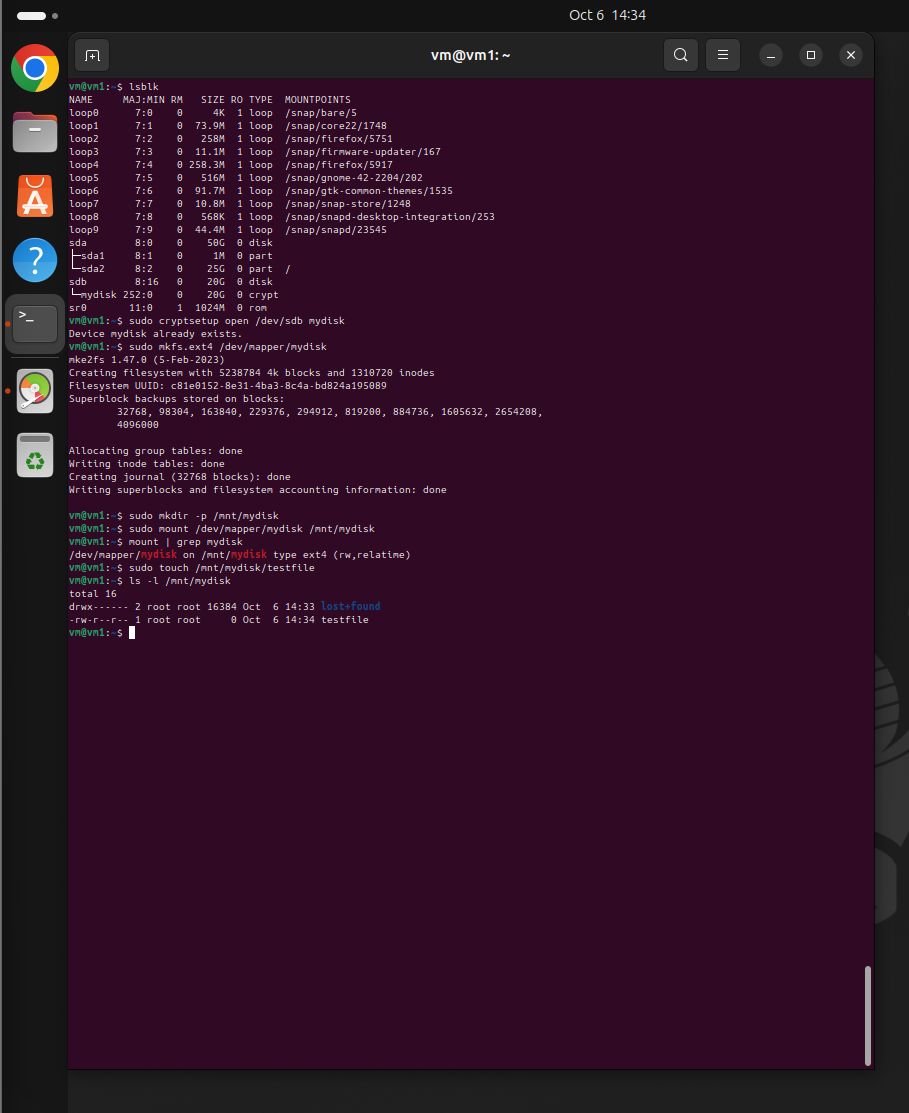 Oct 6 14:34
vm@vm1: ~
vm@vm1:~$ lsblk
NAME MAJ:MIN RM SIZE RO TYPE MOUNTPOINTS
loop0 7:0 0 4K 1 loop /snap/bare/5
loop1 7:1 0 73.9M 1 loop /snap/core22/1748
loop2 7:2 0 258M 1 loop /snap/firefox/5751
loop3 7:3 0 11.1M 1 loop /snap/firmware-updater/167
loop4 7:4 0 258.3M 1 loop /snap/firefox/5917
loop5 7:5 0 516M 1 loop /snap/gnome-42-2204/202
loop6 7:6 0 91.7M 1 loop /snap/gtk-common-themes/1535
loop7 7:7 0 10.8M 1 loop /snap/snap-store/1248
loop8 7:8 0 568K 1 loop /snap/snapd-desktop-integration/253
loop9 7:9 0 44.4M 1 loop /snap/snapd/23545
sda 8:0 0 50G 0 disk
├─sda1 8:1 0 1M 0 part
└─sda2 8:2 0 25G 0 part /
sdb 8:16 0 20G 0 disk
└─mydisk 252:0 0 20G 0 crypt
sr0 11:0 1 1024M 0 rom
vm@vm1:~$ sudo cryptsetup open /dev/sdb mydisk
Device mydisk already exists.
vm@vm1:~$ sudo mkfs.ext4 /dev/mapper/mydisk
mke2fs 1.47.0 (5-Feb-2023)
Creating filesystem with 5238784 4k blocks and 1310720 inodes
Filesystem UUID: c81e0152-8e31-4ba3-8c4a-bd824a195089
Superblock backups stored on blocks:
32768, 98304, 163840, 229376, 294912, 819200, 884736, 1605632, 2654208,
4096000
Allocating group tables: done
Writing inode tables: done
Creating journal (32768 blocks): done
Writing superblocks and filesystem accounting information: done
vm@vm1:~$ sudo mkdir -p /mnt/mydisk
vm@vm1:~$ sudo mount /dev/mapper/mydisk /mnt/mydisk
vm@vm1:~$ mount | grep mydisk
/dev/mapper/mydisk on /mnt/mydisk type ext4 (rw,relatime)
vm@vm1:~$ sudo touch /mnt/mydisk/testfile
vm@vm1:~$ ls -l /mnt/mydisk
total 16
drwx------ 2 root root 16384 Oct 6 14:33 lost+found
-rw-r--r-- 1 root root 0 Oct 6 14:34 testfile
vm@vm1:~$